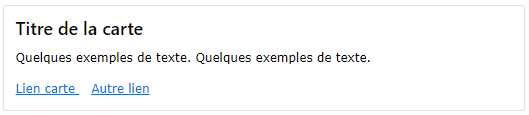 Titre de la carte
Quelques exemples de texte. Quelques exemples de texte.
Lien carte Autre lien